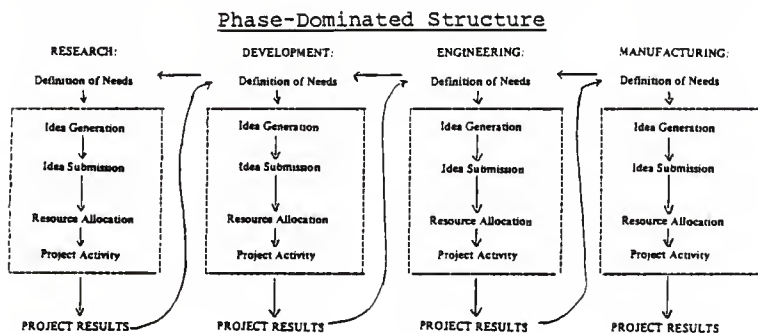 Phase-Dominated Structure
RESEARCH:
Definition of Needs
Idea Generation
Idea Submission
Resource Allocation
Project Activity
PROJECT RESULTS
DEVELOPMENT:
Definition of Needs
Idea Generation
Idea Submission
Resource Allocation
Project Activity
PROJECT RESULTS
ENGINEERING:
Definition of Needs
Idea Generation
Idea Submission
Resource Allocation
Project Activity
PROJECT RESULTS
MANUFACTURING:
Definition of Needs
Idea Generation
Idea Submission
Resource Allocation
Project Activity
PROJECT RESULTS